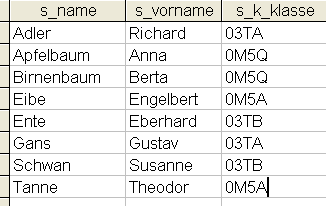 s_name s_vorname s_k_klasse
Adler Richard 03TA
Apfelbaum Anna 0M5Q
Birnenbaum Berta 0M5Q
Eibe Engelbert 0M5A
Ente Eberhard 03TB
Gans Gustav 03TA
Schwan Susanne 03TB
Tanne Theodor 0M5A